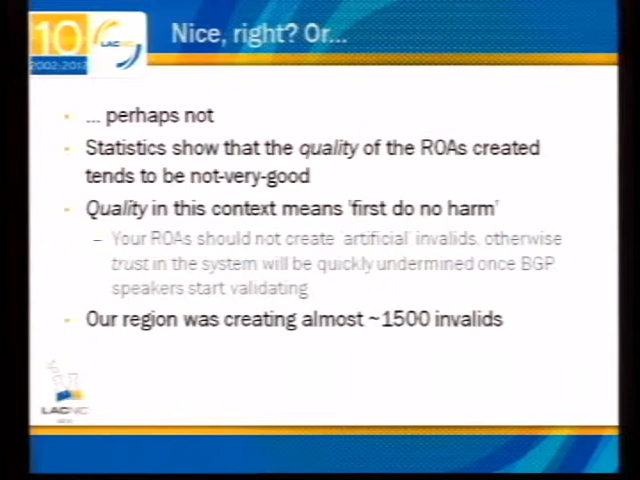 Nice, right? Or...
10
LACNIC
2002-2012
... perhaps not
Statistics show that the quality of the ROAs created
tends to be not-very-good
Quality in this context means 'first do no harm'
– Your ROAs should not create 'artificial' invalids, otherwise
trust in the system will be quickly undermined once BGP
speakers start validating
Our region was creating almost ~1500 invalids
LACNIC